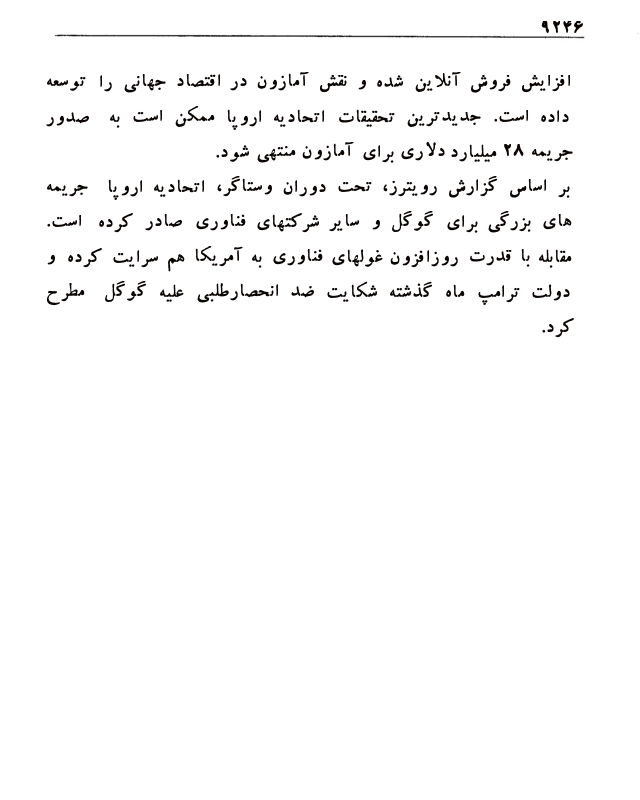 ۹۲۴۶
افزایش فروش آنلاین شده و نقش آمازون در اقتصاد جهانی را توسعه
داده است. جدیدترین تحقیقات اتحادیه اروپا ممکن است به صدور
جریمه ۲۸ میلیارد دلاری برای آمازون منتهی شود.
بر اساس گزارش رویترز، تحت دوران وستاگر، اتحادیه اروپا جریمه
های بزرگی برای گوگل و سایر شرکتهای فناوری صادر کرده است.
مقابله با قدرت روزافزون غولهای فناوری به آمریکا هم سرایت کرده و
دولت ترامپ ماه گذشته شکایت ضد انحصارطلبی علیه گوگل مطرح
کرد.